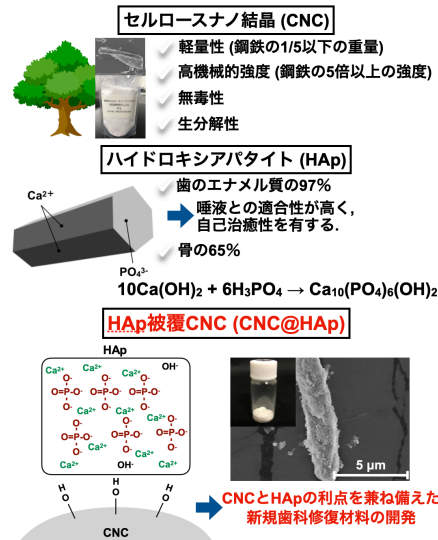 セルロースナノ結晶 (CNC)
軽量性 (鋼鉄の1/5以下の重量)
高機械的強度 (鋼鉄の5倍以上の強度)
無毒性
生分解性
ハイドロキシアパタイト (HAp)
Ca²⁺
PO₄³⁻
歯のエナメル質の97%
唾液との適合性が高く,
自己治癒性を有する.
骨の65%
10Ca(OH)₂ + 6H₃PO₄ → Ca₁₀(PO₄)₆(OH)₂
HAp被覆CNC (CNC@HAp)
HAp
Ca²⁺ Ca²⁺ OH⁻
O⁻ O⁻ O⁻
O=P-O⁻ O=P-O⁻ O=P-O⁻
O⁻ O⁻ O⁻
Ca²⁺ Ca²⁺ Ca²⁺
O⁻ O⁻ O⁻
O=P-O⁻ O=P-O⁻ O=P-O⁻
O⁻ O⁻ O⁻
Ca²⁺ Ca²⁺
Ca²⁺ OH⁻ Ca²⁺
H H H
O O O
CNC
5 µm
CNCとHApの利点を兼ね備えた
新規歯科修復材料の開発